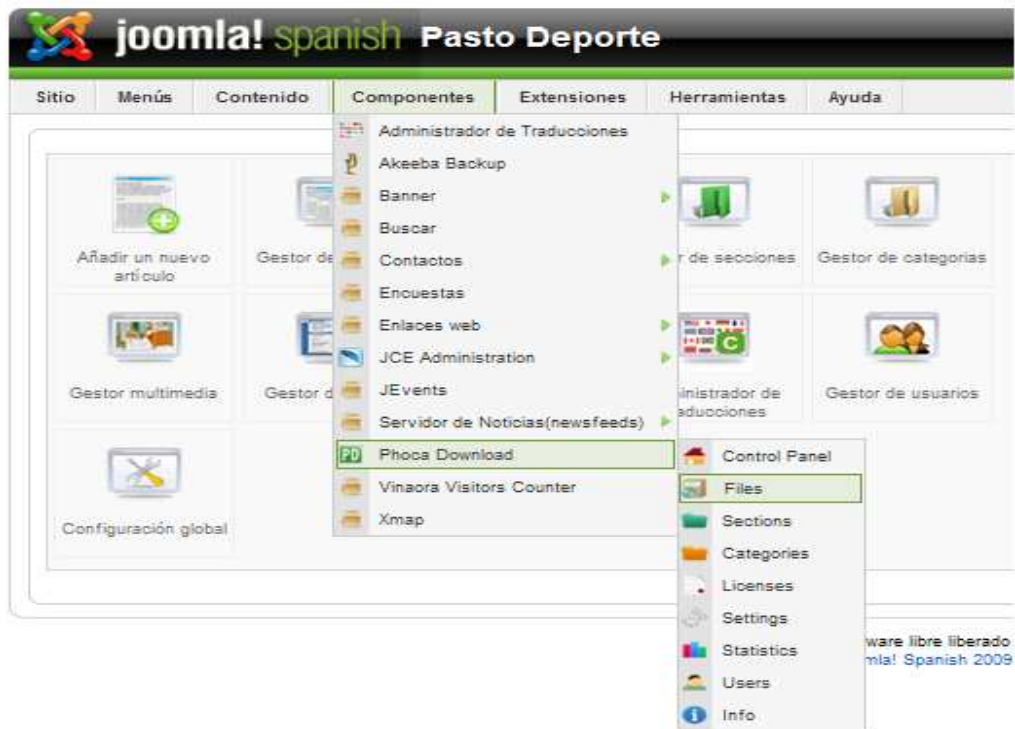 joomla! spanish Pasto Deporte
Sitio Menús Contenido Componentes Extensiones Herramientas Ayuda
Administrador de Traducciones
Akeeba Backup
Banner
Buscar
Contactos
Encuestas
Enlaces web
JCE Administration
JEvents
Servidor de Noticias(newsfeeds)
Phoca Download
Vinaora Visitors Counter
Xmap
Control Panel
Files
Sections
Categories
Licenses
Settings
Statistics
Users
Info
Añadir un nuevo
artículo
Gestor de
r de secciones
Gestor de categorias
Gestor multimedia
Gestor d
inistrador de
aducciones
Gestor de usuarios
Configuración global
PD
C
ware libre liberado
mla! Spanish 2009